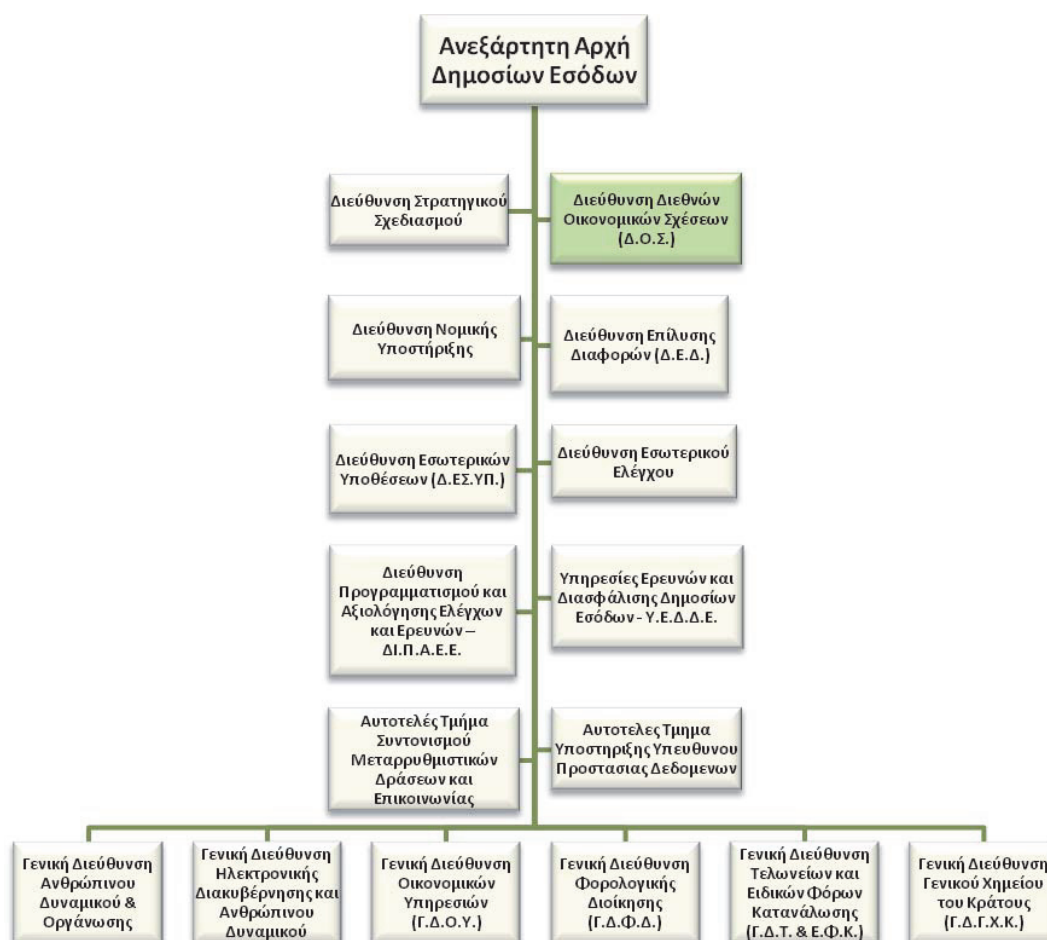 Ανεξάρτητη Αρχή
Δημοσίων Εσόδων
Διεύθυνση Στρατηγικού
Σχεδιασμού
Διεύθυνση Διεθνών
Οικονομικών Σχέσεων
(Δ.Ο.Σ.)
Διεύθυνση Νομικής
Υποστήριξης
Διεύθυνση Επίλυσης
Διαφορών (Δ.Ε.Δ.)
Διεύθυνση Εσωτερικών
Υποθέσεων (Δ.ΕΣ.ΥΠ.)
Διεύθυνση Εσωτερικού
Ελέγχου
Διεύθυνση
Προγραμματισμού και
Αξιολόγησης Ελέγχων
και Ερευνών –
ΔΙ.Π.Α.Ε.Ε.
Υπηρεσίες Ερευνών και
Διασφάλισης Δημοσίων
Εσόδων - Υ.Ε.Δ.Δ.Ε.
Αυτοτελές Τμήμα
Συντονισμού
Μεταρρυθμιστικών
Δράσεων και
Επικοινωνίας
Αυτοτελες Τμημα
Υποστηριξης Υπευθυνου
Προστασιας Δεδομενων
Γενική Διεύθυνση
Ανθρώπινου
Δυναμικού &
Οργάνωσης
Γενική Διεύθυνση
Ηλεκτρονικής
Διακυβέρνησης και
Ανθρώπινου
Δυναμικού
Γενική Διεύθυνση
Οικονομικών
Υπηρεσιών
(Γ.Δ.Ο.Υ.)
Γενική Διεύθυνση
Φορολογικής
Διοίκησης
(Γ.Δ.Φ.Δ.)
Γενική Διεύθυνση
Τελωνείων και
Ειδικών Φόρων
Κατανάλωσης
(Γ.Δ.Τ. & Ε.Φ.Κ.)
Γενική Διεύθυνση
Γενικού Χημείου
του Κράτους
(Γ.Δ.Γ.Χ.Κ.)